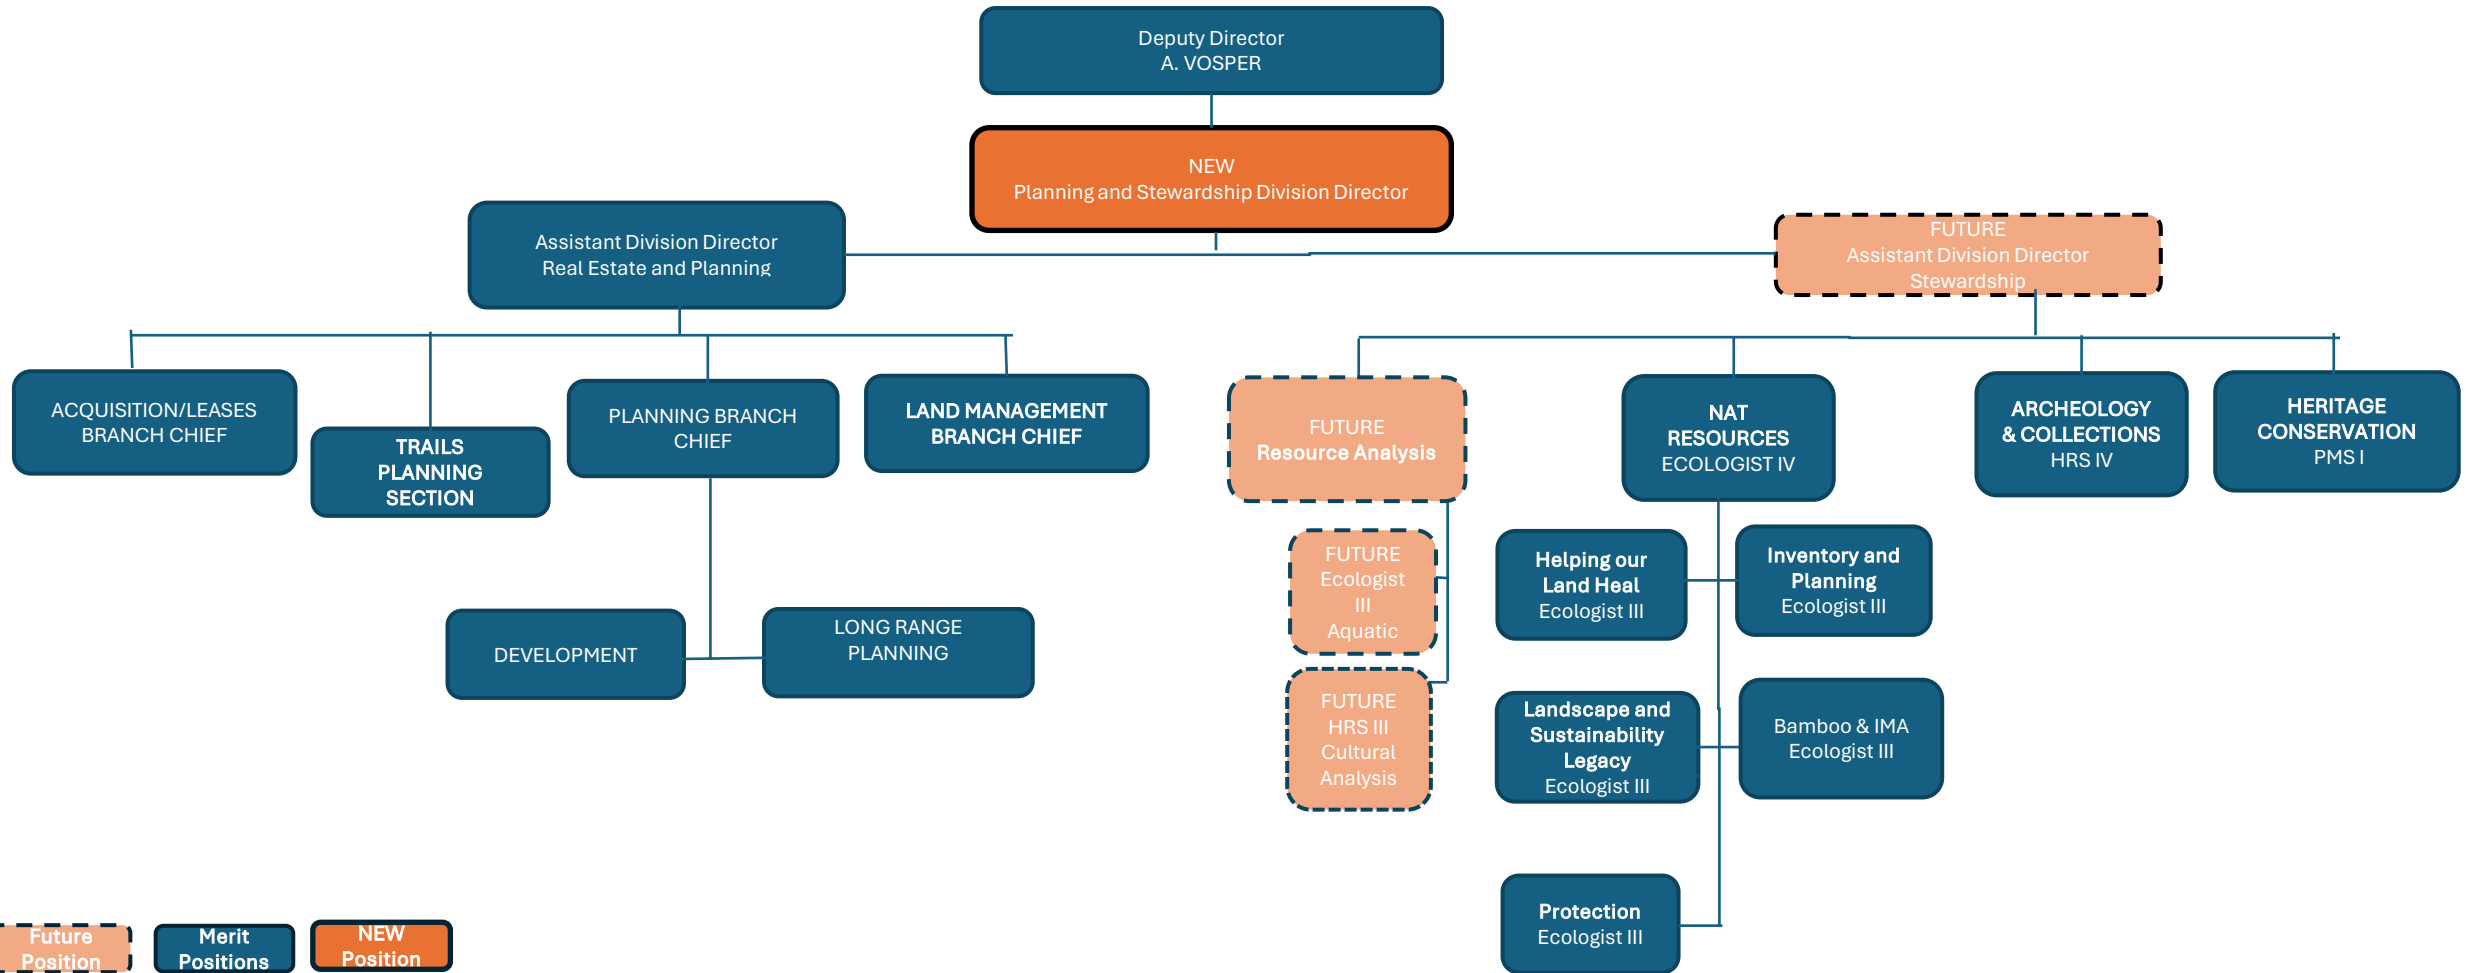 Deputy Director
A. VOSPER
NEW
Planning and Stewardship Division Director
Assistant Division Director
Real Estate and Planning
FUTURE
Assistant Division Director
Stewardship
ACQUISITION/LEASES
BRANCH CHIEF
TRAILS
PLANNING
SECTION
PLANNING BRANCH
CHIEF
LAND MANAGEMENT
BRANCH CHIEF
FUTURE
Resource Analysis
NAT
RESOURCES
ECOLOGIST IV
ARCHEOLOGY
& COLLECTIONS
HRS IV
HERITAGE
CONSERVATION
PMS I
FUTURE
Ecologist
III
Aquatic
Helping our
Land Heal
Ecologist III
Inventory and
Planning
Ecologist III
DEVELOPMENT
LONG RANGE
PLANNING
FUTURE
HRS III
Cultural
Analysis
Landscape and
Sustainability
Legacy
Ecologist III
Bamboo & IMA
Ecologist III
Protection
Ecologist III
Future
Position
Merit
Positions
NEW
Position